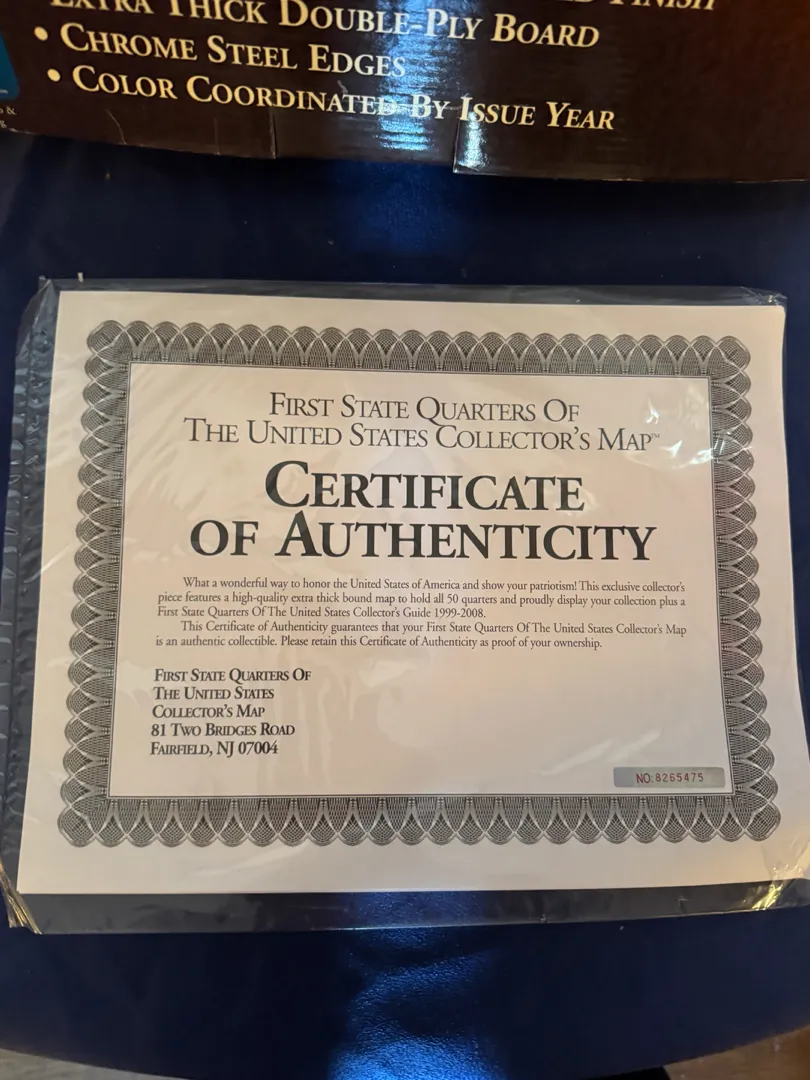 EXTRA THICK DOUBLE-PLY BOARD
• CHROME STEEL EDGES
• COLOR COORDINATED BY ISSUE YEAR
FIRST STATE QUARTERS OF
THE UNITED STATES COLLECTOR'S MAP™
CERTIFICATE
OF AUTHENTICITY
What a wonderful way to honor the United States of America and show your patriotism! This exclusive collector's
piece features a high-quality extra thick bound map to hold all 50 quarters and proudly display your collection plus a
First State Quarters Of The United States Collector's Guide 1999-2008.
This Certificate of Authenticity guarantees that your First State Quarters Of The United States Collector's Map
is an authentic collectible. Please retain this Certificate of Authenticity as proof of your ownership.
FIRST STATE QUARTERS OF
THE UNITED STATES
COLLECTOR'S MAP
81 TWO BRIDGES ROAD
FAIRFIELD, NJ 07004
NO:8265475